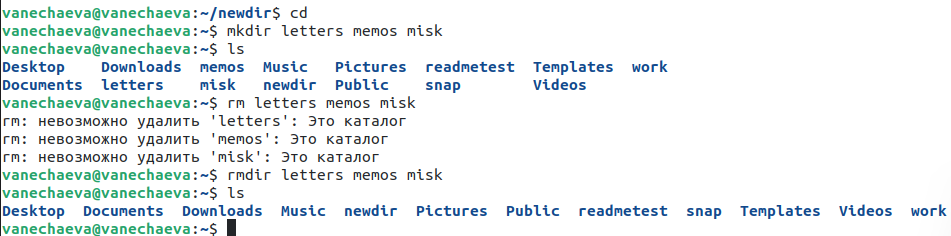 vanechaeva@vanechaeva:~/newdir$ cd
vanechaeva@vanechaeva:~$ mkdir letters memos misk
vanechaeva@vanechaeva:~$ ls
Desktop    Downloads  memos  Music   Pictures  readmetest  Templates  work
Documents  letters    misk   newdir  Public    snap        Videos
vanechaeva@vanechaeva:~$ rm letters memos misk
rm: невозможно удалить 'letters': Это каталог
rm: невозможно удалить 'memos': Это каталог
rm: невозможно удалить 'misk': Это каталог
vanechaeva@vanechaeva:~$ rmdir letters memos misk
vanechaeva@vanechaeva:~$ ls
Desktop  Documents  Downloads  Music  newdir  Pictures  Public  readmetest  snap  Templates  Videos  work
vanechaeva@vanechaeva:~$